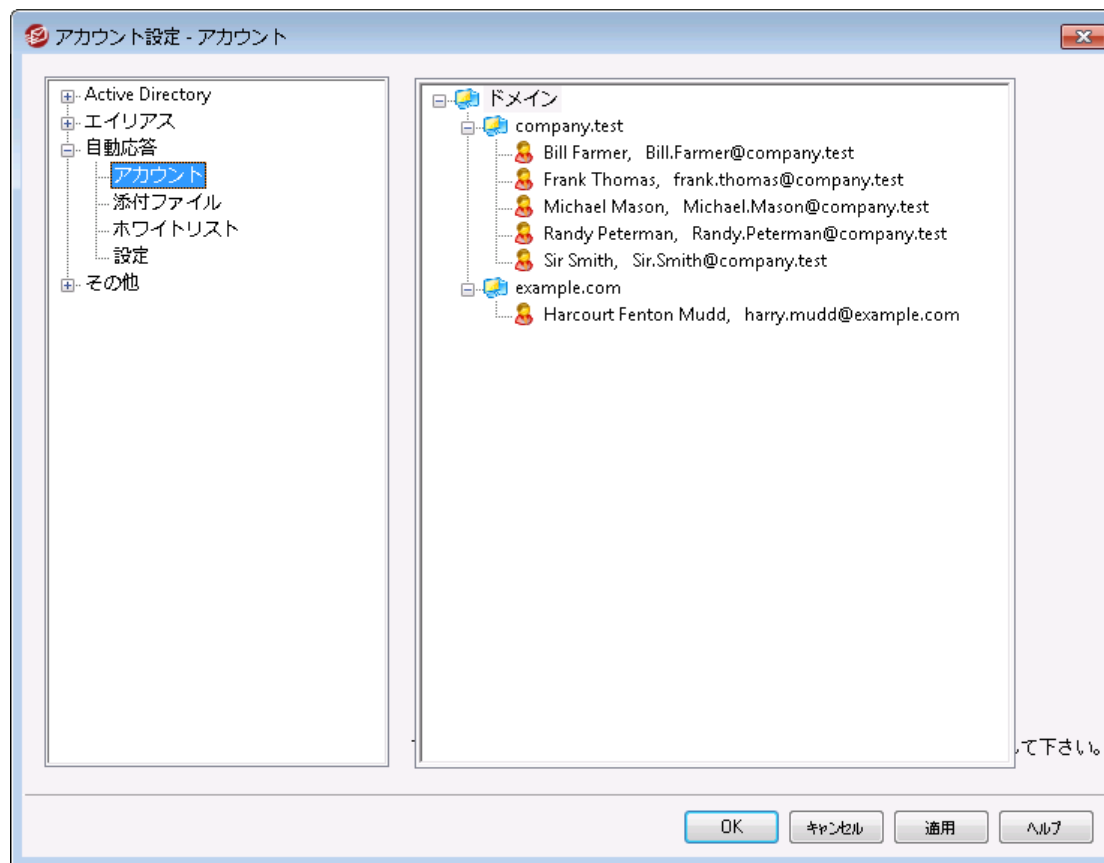 アカウント設定 - アカウント
Active Directory
エイリアス
自動応答
アカウント
添付ファイル
ホワイトリスト
設定
その他
ドメイン
company.test
Bill Farmer, Bill.Farmer@company.test
Frank Thomas, frank.thomas@company.test
Michael Mason, Michael.Mason@company.test
Randy Peterman, Randy.Peterman@company.test
Sir Smith, Sir.Smith@company.test
example.com
Harcourt Fenton Mudd, harry.mudd@example.com
て下さい。
OK
キャンセル
適用
ヘルプ